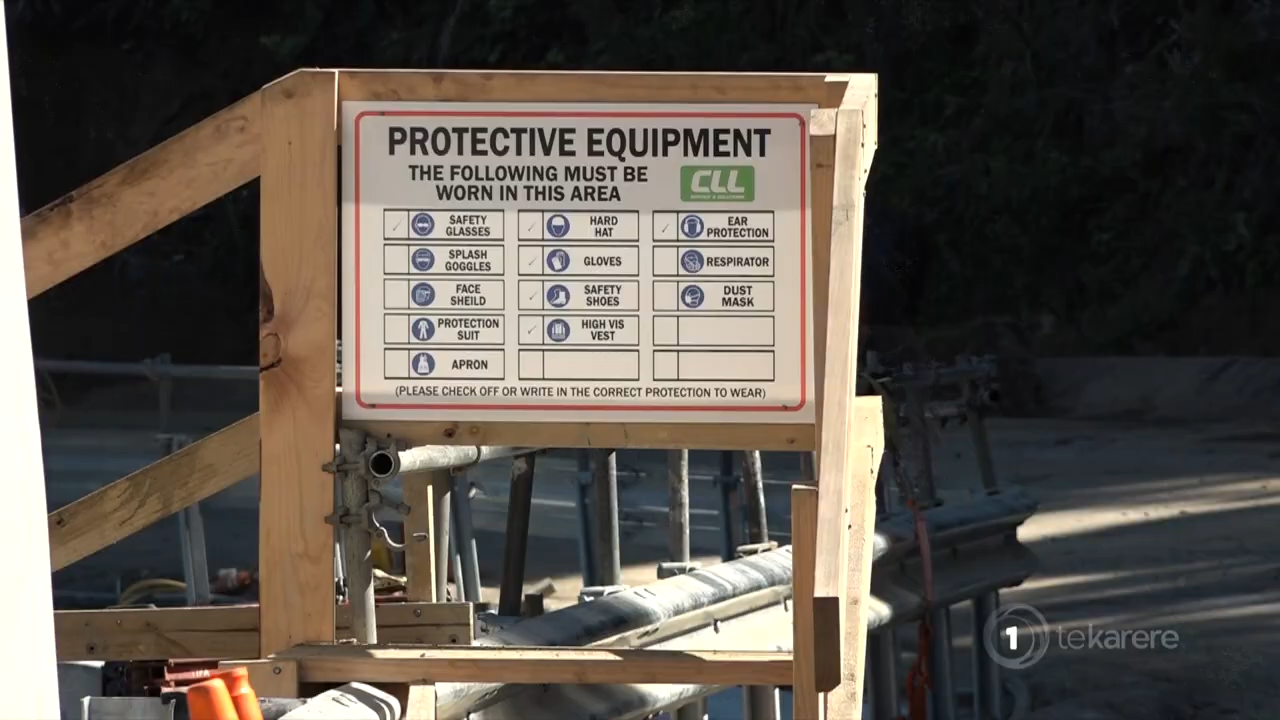 PROTECTIVE EQUIPMENT
THE FOLLOWING MUST BE
WORN IN THIS AREA
CLL
SAFETY
GLASSES
HARD
HAT
EAR
PROTECTION
SPLASH
GOGGLES
GLOVES
RESPIRATOR
FACE
SHEILD
SAFETY
SHOES
DUST
MASK
PROTECTION
SUIT
HIGH VIS
VEST
APRON
(PLEASE CHECK OFF OR WRITE IN THE CORRECT PROTECTION TO WEAR)
1 tekarere